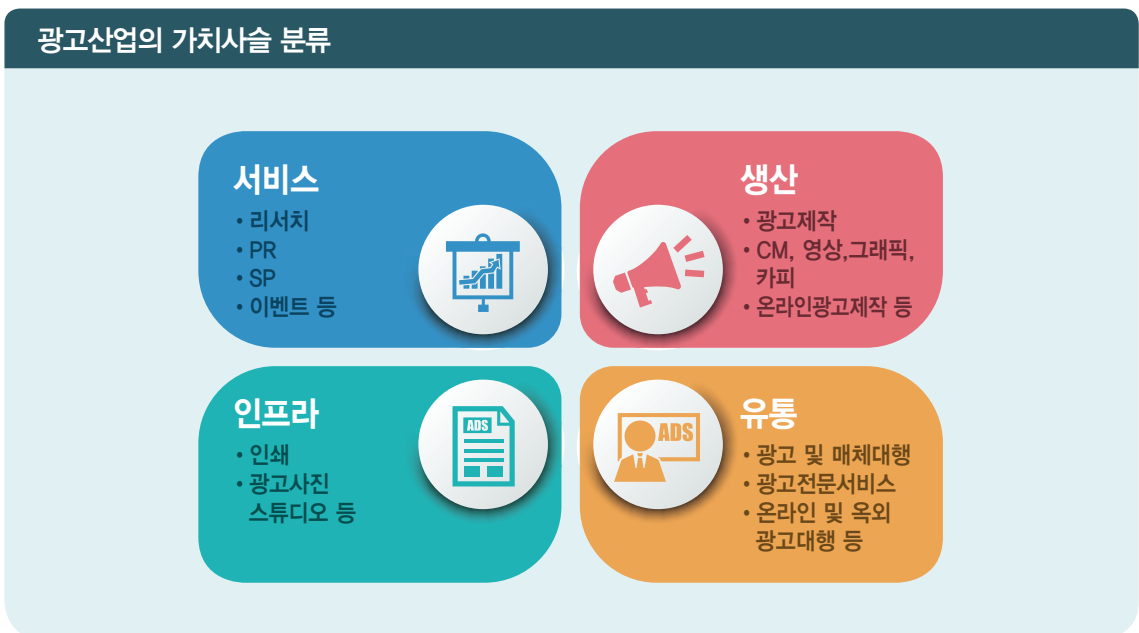 광고산업의 가치사슬 분류
서비스
• 리서치
• PR
• SP
• 이벤트 등
생산
• 광고제작
• CM, 영상,그래픽,
카피
• 온라인광고제작 등
인프라
• 인쇄
• 광고사진
스튜디오 등
ADS
유통
• 광고 및 매체대행
• 광고전문서비스
• 온라인 및 옥외
광고대행 등
ADS